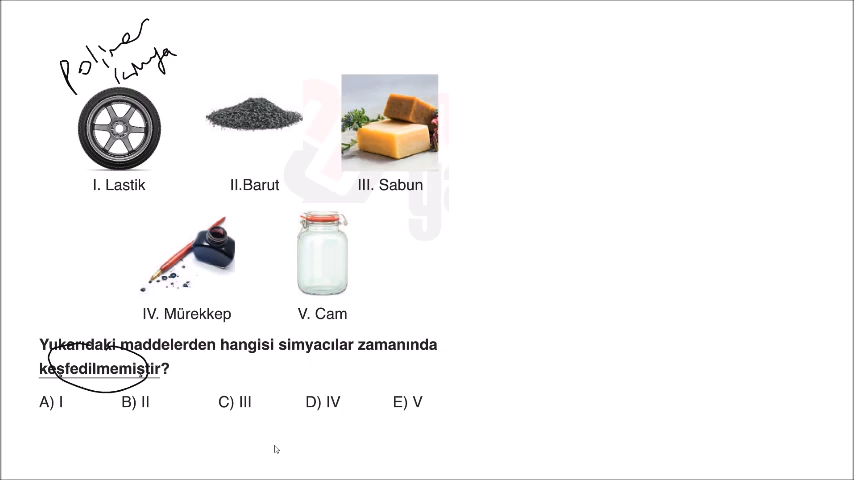 Polimer
kimya
I. Lastik
II.Barut
III. Sabun
IV. Mürekkep
V. Cam
Yukarıdaki maddelerden hangisi simyacılar zamanında
keşfedilmemiştir?
A) I
B) II
C) III
D) IV
E) V